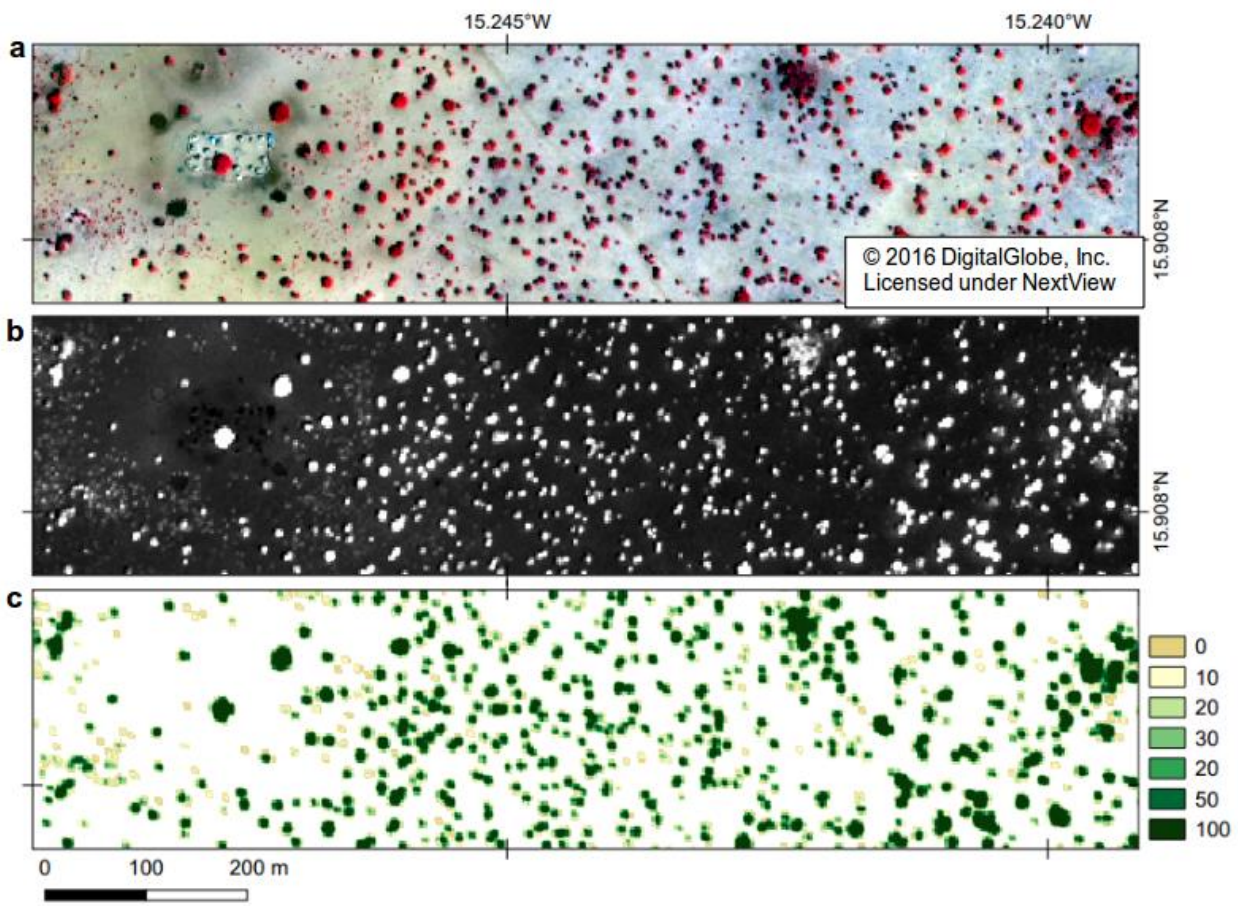 15.245°W
15.240°W
a
15.908°N
© 2016 DigitalGlobe, Inc.
Licensed under NextView
b
15.908°N
c
0
10
20
30
20
50
100
0 100 200 m